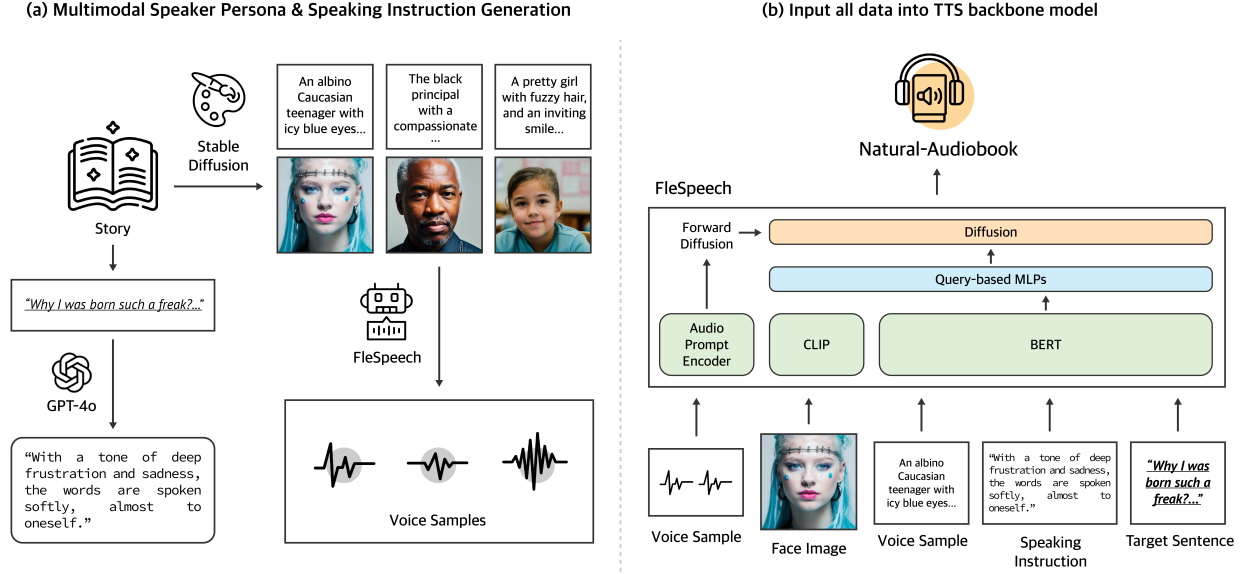 (a) Multimodal Speaker Persona & Speaking Instruction Generation
Stable
Diffusion
An albino
Caucasian
teenager with
icy blue eyes...
The black
principal
with a
compassionate
...
A pretty girl
with fuzzy hair,
and an inviting
smile...
Story
"Why I was born such a freak?..."
GPT-4o
"With a tone of deep
frustration and sadness,
the words are spoken
softly, almost to
oneself."
FleSpeech
Voice Samples
(b) Input all data into TTS backbone model
Natural-Audiobook
FleSpeech
Forward
Diffusion
Diffusion
Query-based MLPs
Audio
Prompt
Encoder
CLIP
BERT
Voice Sample
Face Image
An albino
Caucasian
teenager with
icy blue eyes...
Voice Sample
"With a tone of deep
frustration and sadness,
the words are spoken
softly, almost to
oneself."
Speaking
Instruction
"Why I was
born such a
freak?..."
Target Sentence